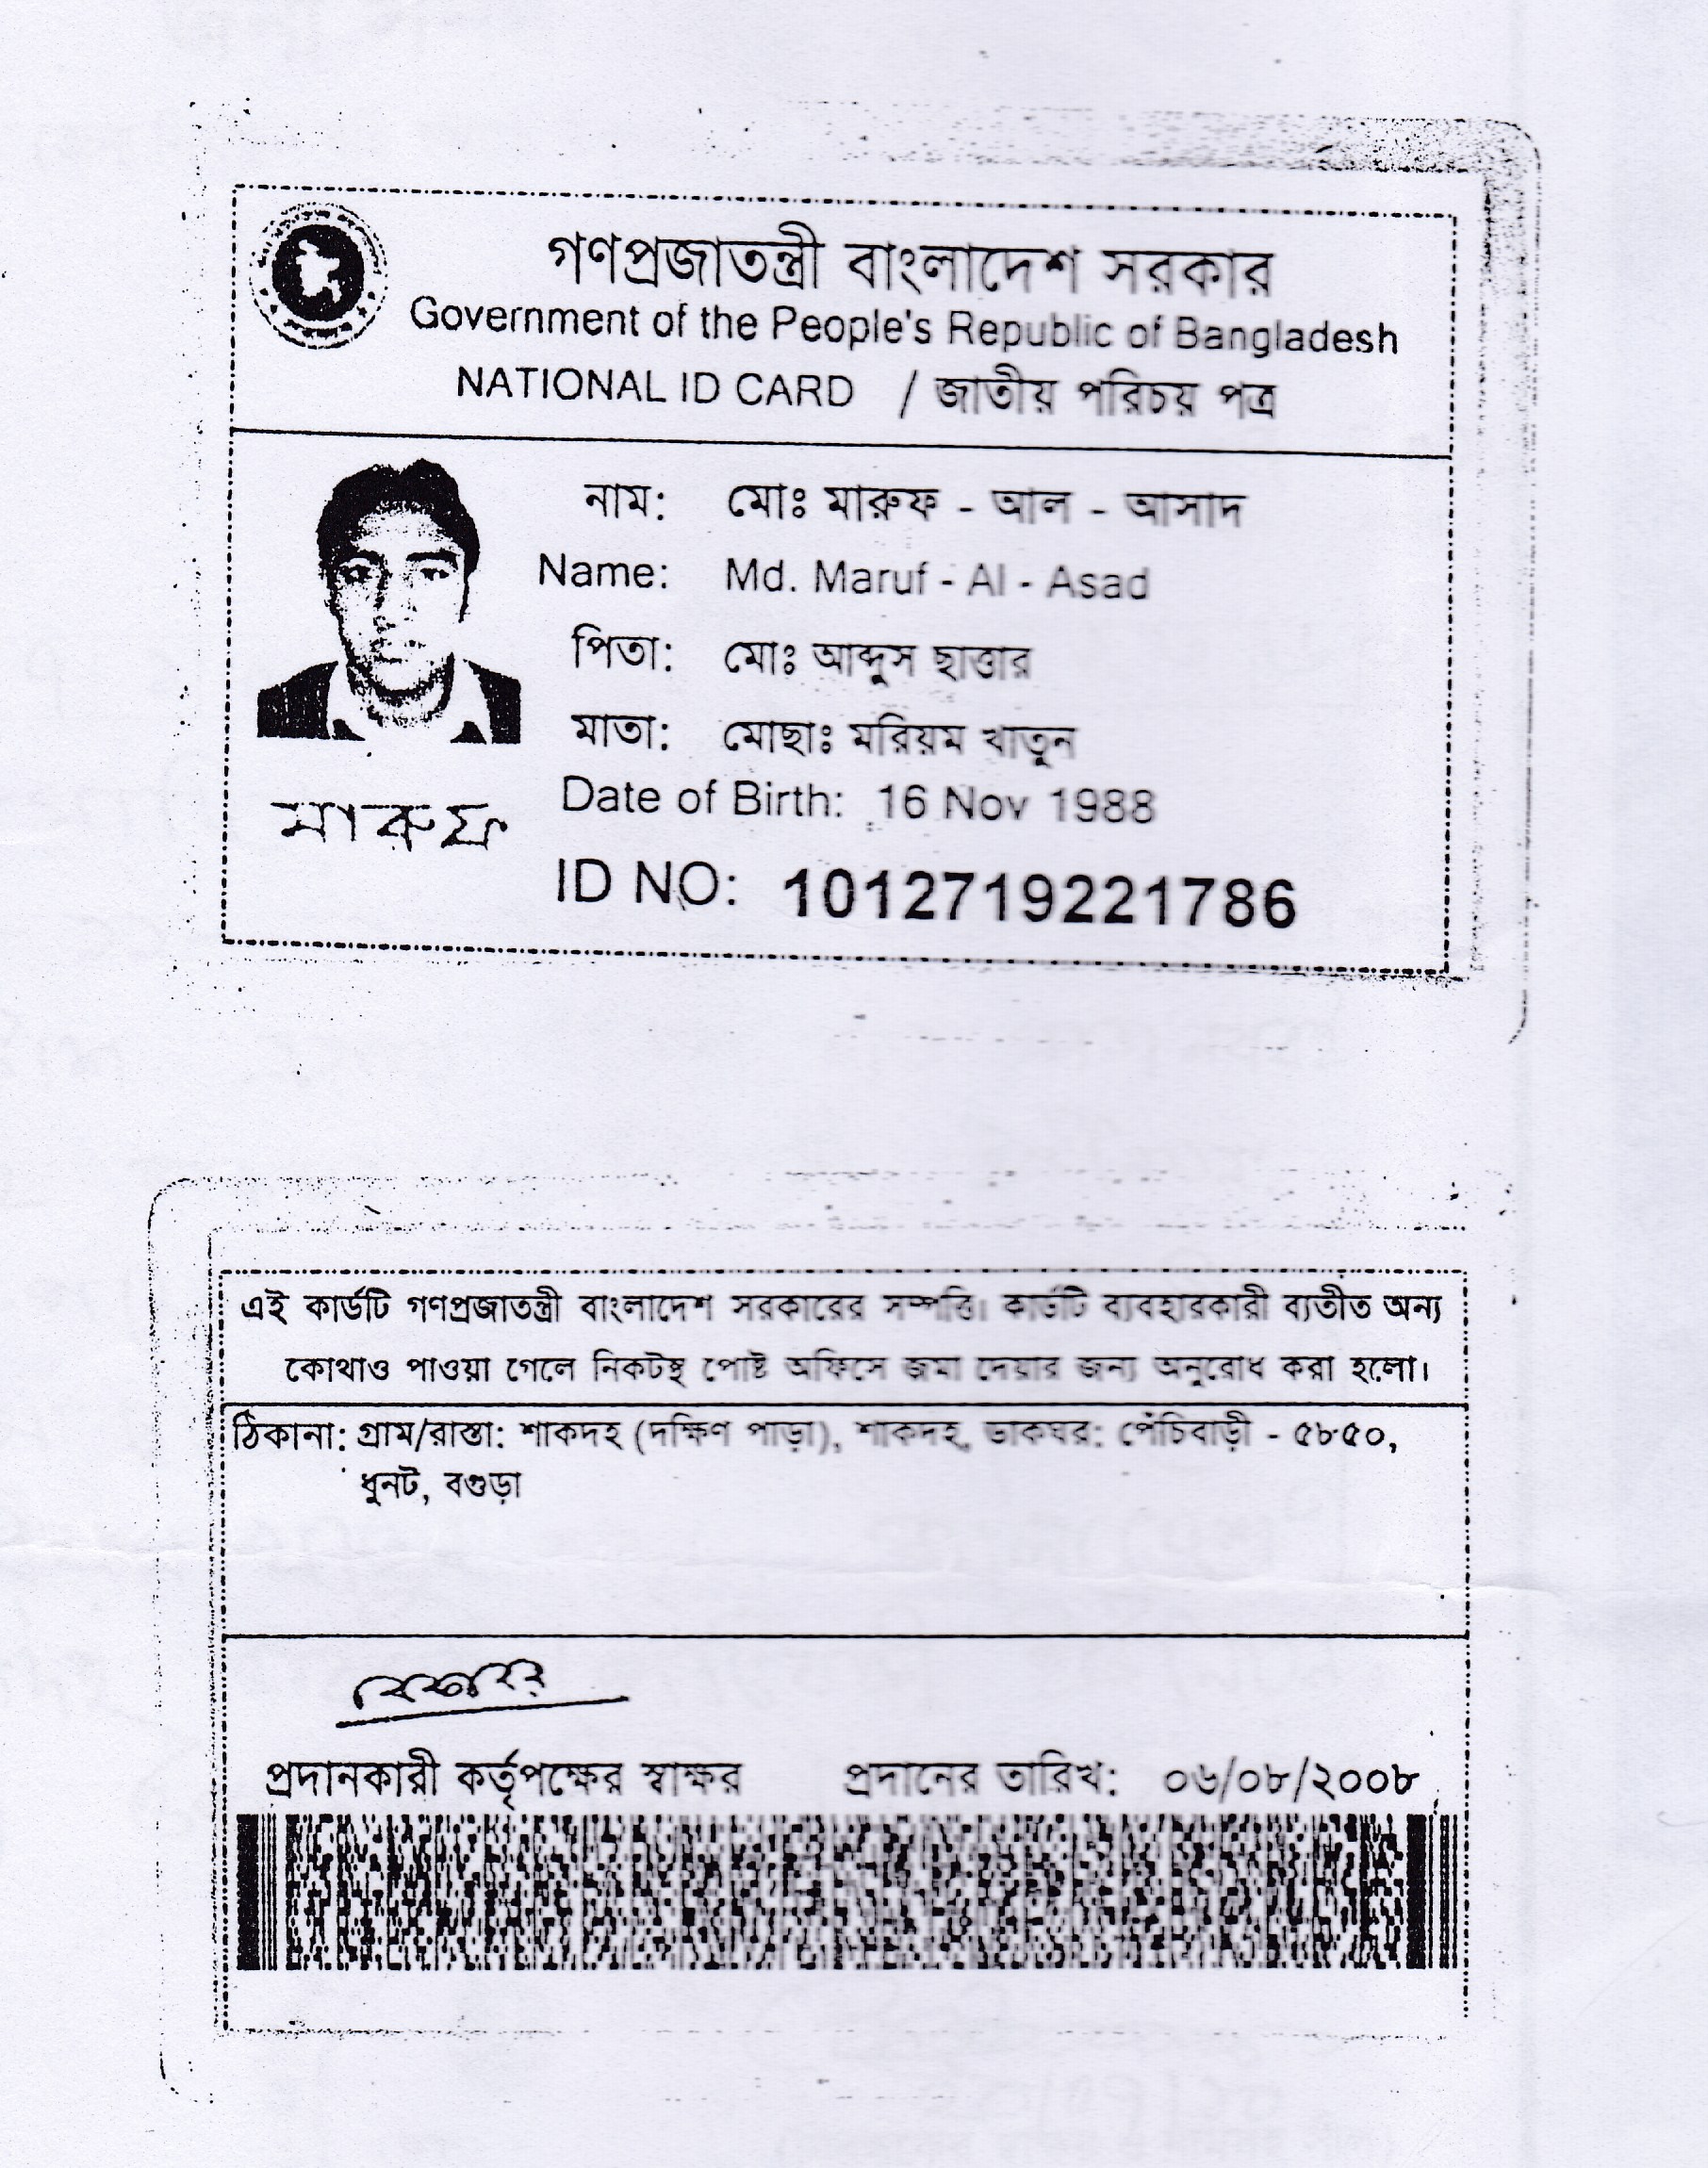 গণপ্রজাতন্ত্রী বাংলাদেশ সরকার
Government of the People's Republic of Bangladesh
NATIONAL ID CARD / জাতীয় পরিচয় পত্র
নাম: মোঃ মারুফ - আল - আসাদ
Name: Md. Maruf - Al - Asad
পিতা: মোঃ আব্দুস ছাত্তার
মাতা: মোছাঃ মরিয়ম খাতুন
Date of Birth: 16 Nov 1988
মারুফ
ID NO: 1012719221786
এই কার্ডটি গণপ্রজাতন্ত্রী বাংলাদেশ সরকারের সম্পত্তি। কার্ডটি ব্যবহারকারী ব্যতীত অন্য
কোথাও পাওয়া গেলে নিকটস্থ পোষ্ট অফিসে জমা দেয়ার জন্য অনুরোধ করা হলো।
ঠিকানা: গ্রাম/রাস্তা: শাকদহ (দক্ষিণ পাড়া), শাকদহ, ডাকঘর: পেঁচিবাড়ী - ৫৮৫০,
ধুনট, বগুড়া
প্রদানকারী কর্তৃপক্ষের স্বাক্ষর প্রদানের তারিখ: ০৬/০৮/২০০৮